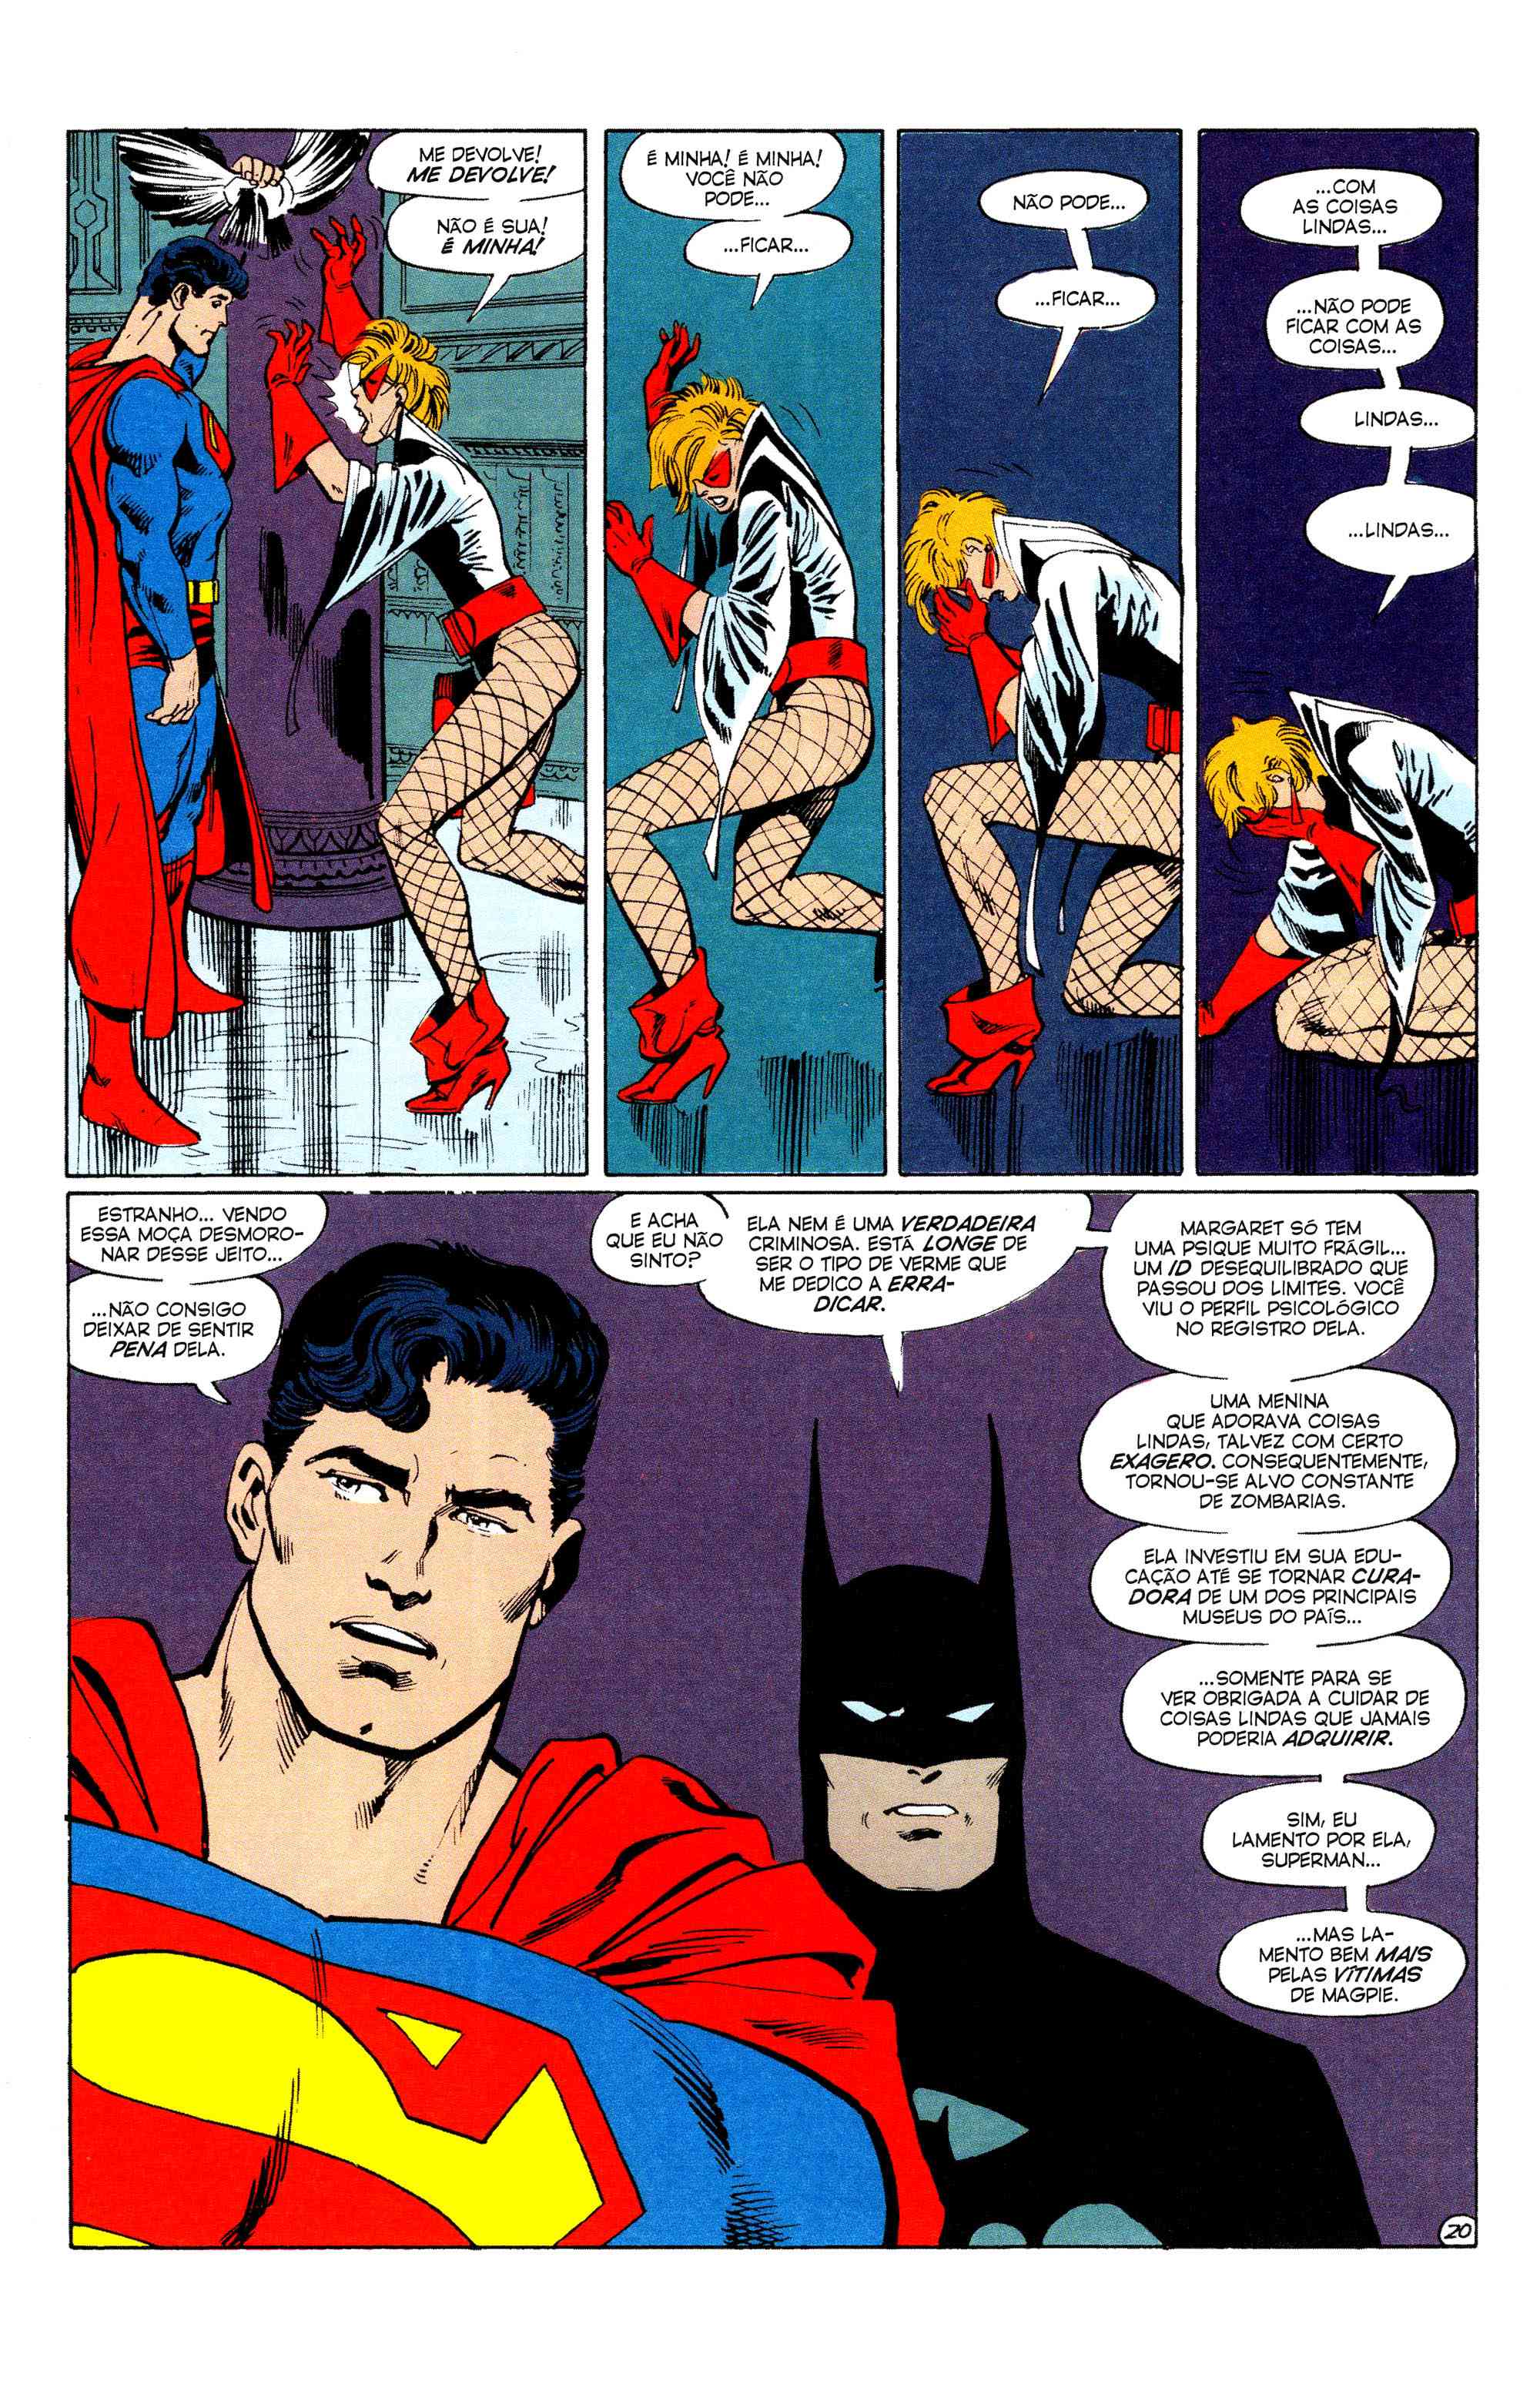 ME DEVOLVE!
ME DEVOLVE!
NÃO É SUA!
É MINHA!
É MINHA! É MINHA!
VOCÊ NÃO
PODE...
...FICAR...
NÃO PODE...
...FICAR...
...COM
AS COISAS
LINDAS...
...NÃO PODE
FICAR COM AS
COISAS...
LINDAS...
...LINDAS...
ESTRANHO... VENDO
ESSA MOÇA DESMORO-
NAR DESSE JEITO...
...NÃO CONSIGO
DEIXAR DE SENTIR
PENA DELA.
E ACHA
QUE EU NÃO
SINTO?
ELA NEM É UMA VERDADEIRA
CRIMINOSA. ESTÁ LONGE DE
SER O TIPO DE VERME QUE
ME DEDICO A ERRA-
DICAR.
MARGARET SÓ TEM
UMA PSIQUE MUITO FRÁGIL...
UM ID DESEQUILIBRADO QUE
PASSOU DOS LIMITES. VOCÊ
VIU O PERFIL PSICOLÓGICO
NO REGISTRO DELA.
UMA MENINA
QUE ADORAVA COISAS
LINDAS, TALVEZ COM CERTO
EXAGERO. CONSEQUENTEMENTE,
TORNOU-SE ALVO CONSTANTE
DE ZOMBARIAS.
ELA INVESTIU EM SUA EDU-
CAÇÃO ATÉ SE TORNAR CURA-
DORA DE UM DOS PRINCIPAIS
MUSEUS DO PAÍS...
...SOMENTE PARA SE
VER OBRIGADA A CUIDAR DE
COISAS LINDAS QUE JAMAIS
PODERIA ADQUIRIR.
SIM, EU
LAMENTO POR ELA,
SUPERMAN...
...MAS LA-
MENTO BEM MAIS
PELAS VÍTIMAS
DE MAGPIE.
20